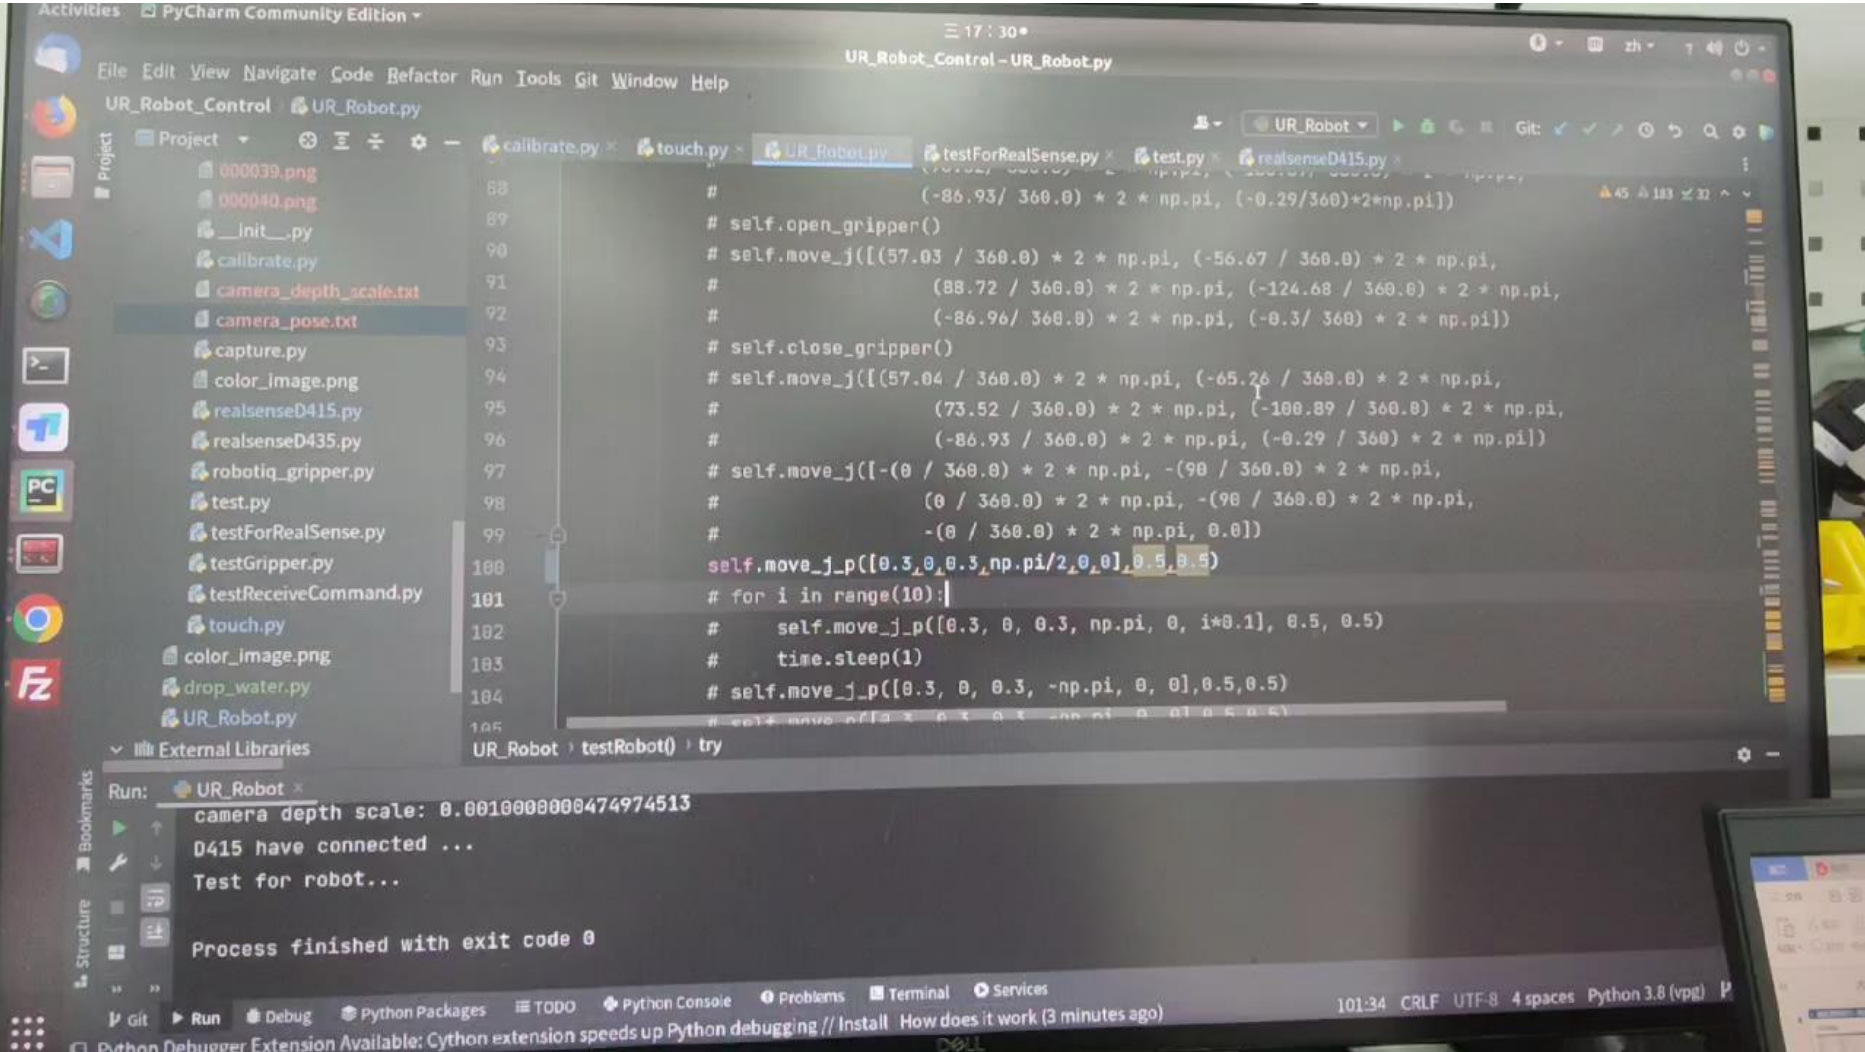 Activities PyCharm Community Edition
三 17：30
zh
UR_Robot_Control – UR_Robot.py
File Edit View Navigate Code Refactor Run Tools Git Window Help
UR_Robot_Control UR_Robot.py
UR_Robot Git:
Project
Project
calibrate.py touch.py UR_Robot.py testForRealSense.py test.py realsenseD415.py
45 183 32
000039.png
000040.png
__init__.py
calibrate.py
camera_depth_scale.txt
camera_pose.txt
capture.py
color_image.png
realsenseD415.py
realsenseD435.py
robotiq_gripper.py
test.py
testForRealSense.py
testGripper.py
testReceiveCommand.py
touch.py
color_image.png
drop_water.py
UR_Robot.py
External Libraries
88 # (-86.93/ 360.0) * 2 * np.pi, (-0.29/360)*2*np.pi])
89 # self.open_gripper()
90 # self.move_j([(57.03 / 360.0) * 2 * np.pi, (-56.67 / 360.0) * 2 * np.pi,
91 # (88.72 / 360.0) * 2 * np.pi, (-124.68 / 360.0) * 2 * np.pi,
92 # (-86.96/ 360.0) * 2 * np.pi, (-0.3/ 360) * 2 * np.pi])
93 # self.close_gripper()
94 # self.move_j([(57.04 / 360.0) * 2 * np.pi, (-65.26 / 360.0) * 2 * np.pi,
95 # (73.52 / 360.0) * 2 * np.pi, (-100.89 / 360.0) * 2 * np.pi,
96 # (-86.93 / 360.0) * 2 * np.pi, (-0.29 / 360) * 2 * np.pi])
97 # self.move_j([-(0 / 360.0) * 2 * np.pi, -(90 / 360.0) * 2 * np.pi,
98 # (0 / 360.0) * 2 * np.pi, -(90 / 360.0) * 2 * np.pi,
99 # -(0 / 360.0) * 2 * np.pi, 0.0])
100 self.move_j_p([0.3,0,0.3,np.pi/2,0,0],0.5,0.5)
101 # for i in range(10):
102 # self.move_j_p([0.3, 0, 0.3, np.pi, 0, i*0.1], 0.5, 0.5)
103 # time.sleep(1)
104 # self.move_j_p([0.3, 0, 0.3, -np.pi, 0, 0],0.5,0.5)
105
UR_Robot testRobot() try
Run: UR_Robot
camera depth scale: 0.0010000000474974513
D415 have connected ...
Test for robot...
Process finished with exit code 0
Bookmarks
Structure
Git Run Debug Python Packages TODO Python Console Problems Terminal Services
101:34 CRLF UTF-8 4 spaces Python 3.8 (vpg)
Python Debugger Extension Available: Cython extension speeds up Python debugging // Install How does it work (3 minutes ago)
PC
FZ
DELL